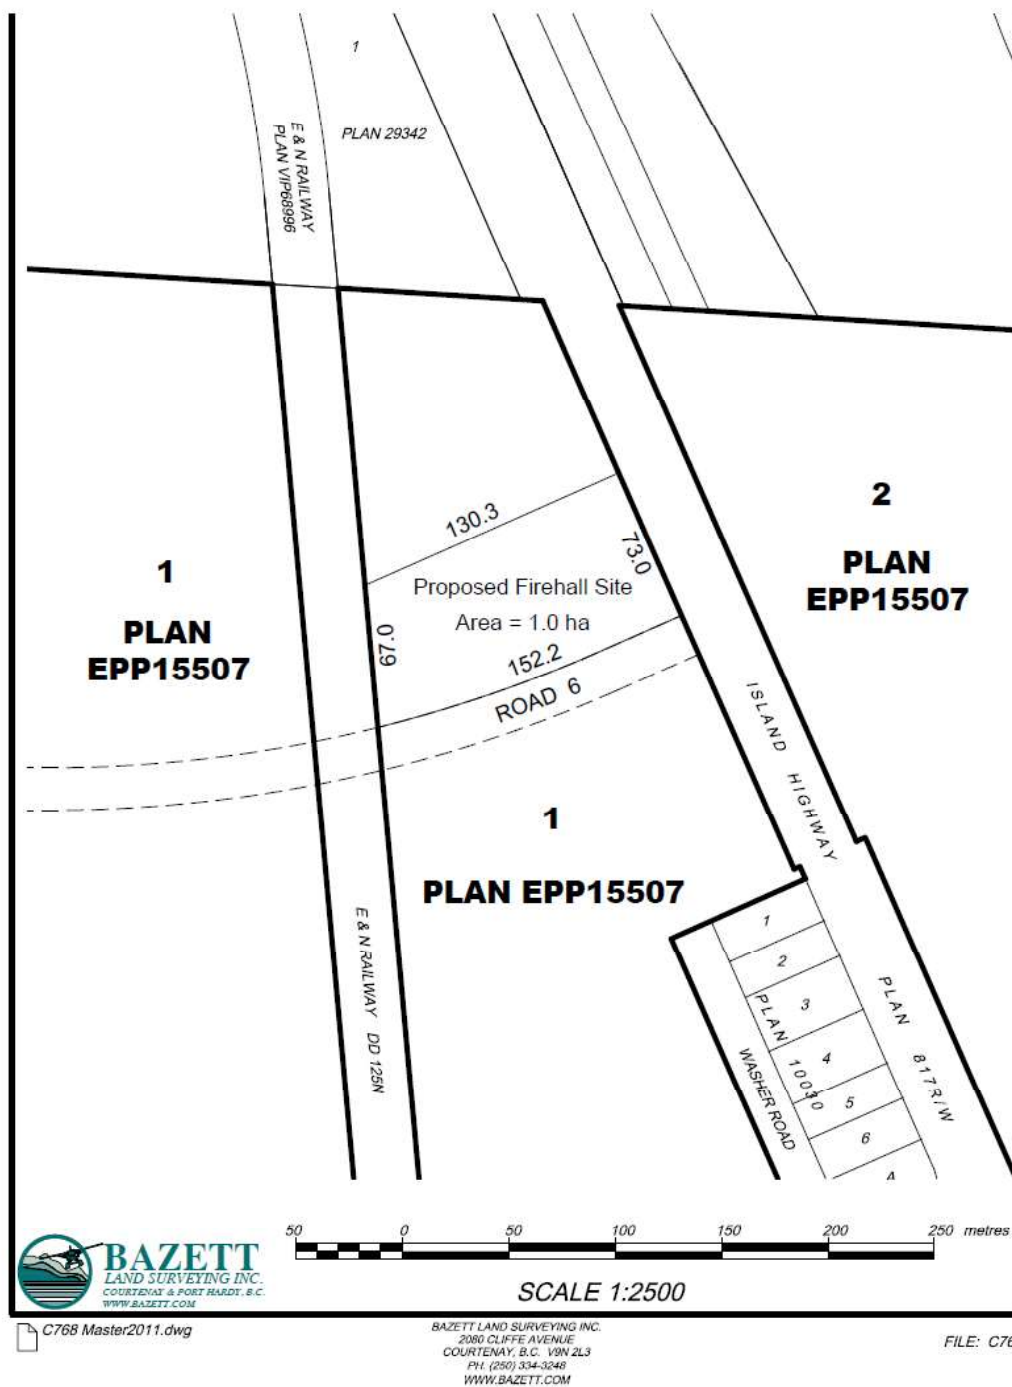 1
PLAN 29342
E & N RAILWAY
PLAN VIP68996
130.3
73.0
2
PLAN
EPP15507
1
PLAN
EPP15507
Proposed Firehall Site
Area = 1.0 ha
67.0
152.2
ROAD 6
ISLAND HIGHWAY
1
PLAN EPP15507
E & N RAILWAY DD 125N
1
2
3
4
5
6
A
PLAN 10030
WASHER ROAD
PLAN 817R/W
50 0 50 100 150 200 250 metres
SCALE 1:2500
BAZETT
LAND SURVEYING INC.
COURTENAY & PORT HARDY, B.C.
WWW.BAZETT.COM
C768 Master2011.dwg
BAZETT LAND SURVEYING INC.
2080 CLIFFE AVENUE
COURTENAY, B.C. V9N 2L3
PH. (250) 334-3248
WWW.BAZETT.COM
FILE: C76